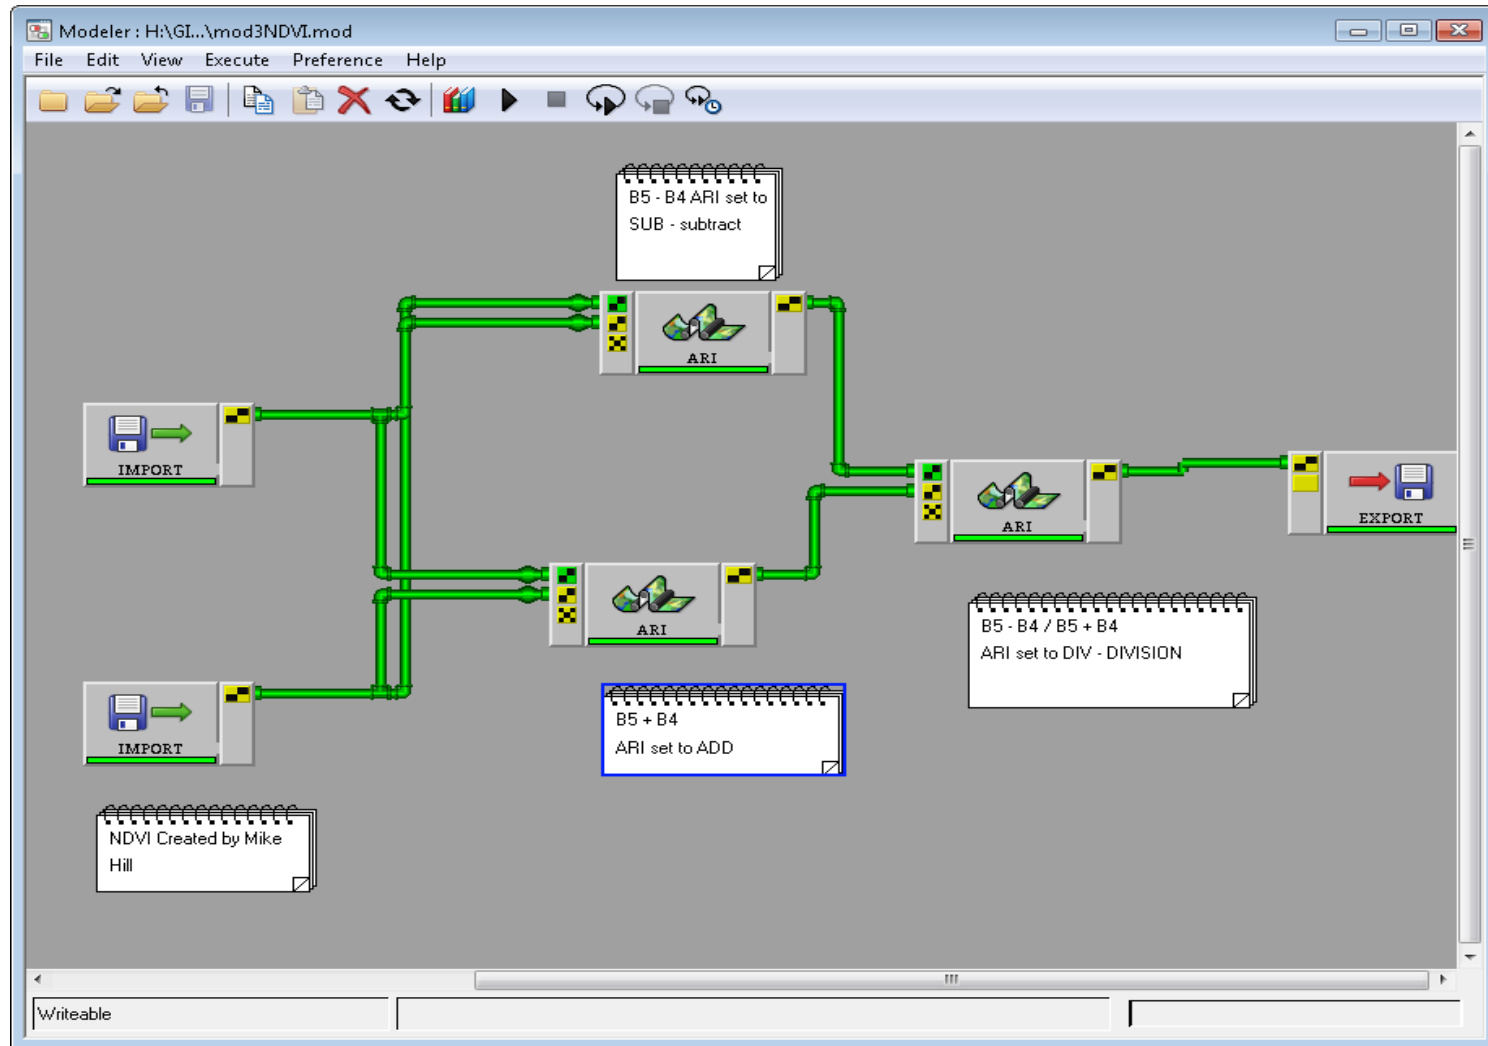 Modeler : H:\GI...\mod3NDVI.mod
File Edit View Execute Preference Help
B5 - B4 ARI set to
SUB - subtract
ARI
IMPORT
ARI
EXPORT
ARI
B5 - B4 / B5 + B4
ARI set to DIV - DIVISION
IMPORT
B5 + B4
ARI set to ADD
NDVI Created by Mike
Hill
Writeable